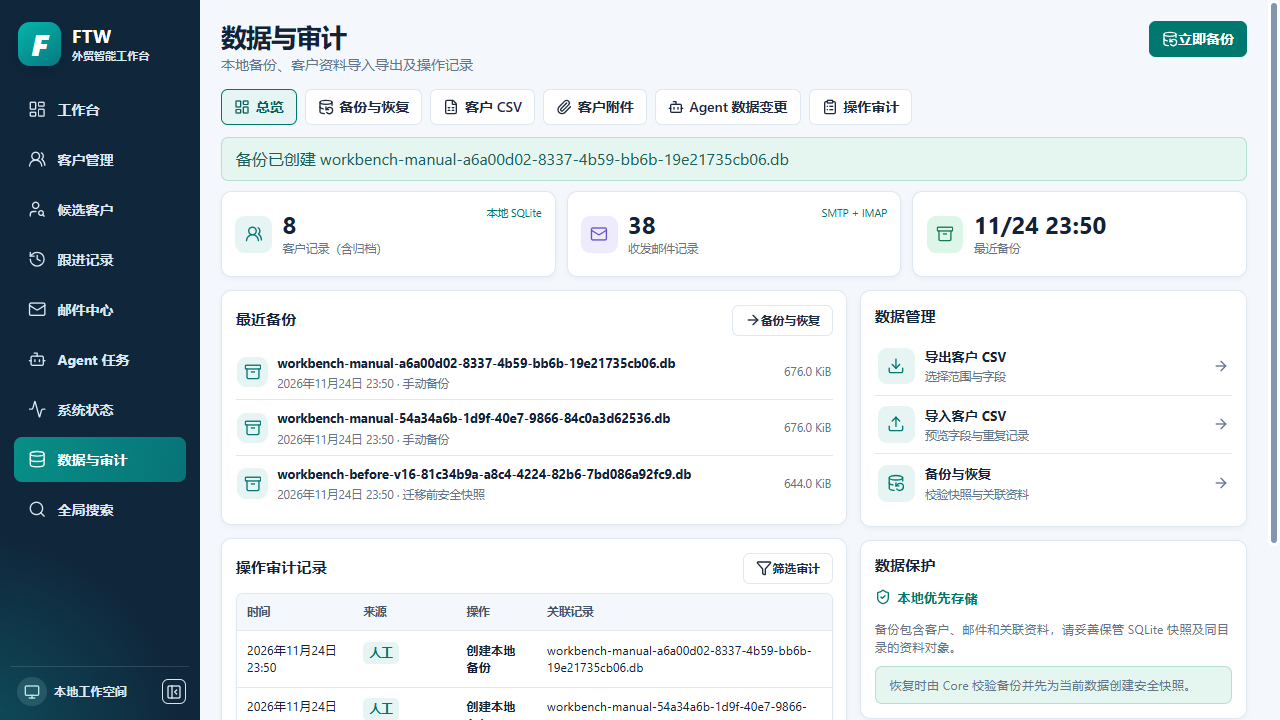 F
FTW
外贸智能工作台
工作台
客户管理
候选客户
跟进记录
邮件中心
Agent 任务
系统状态
数据与审计
全局搜索
本地工作空间
数据与审计
本地备份、客户资料导入导出及操作记录
立即备份
总览
备份与恢复
客户 CSV
客户附件
Agent 数据变更
操作审计
备份已创建 workbench-manual-a6a00d02-8337-4b59-bb6b-19e21735cb06.db
8
客户记录（含归档）
本地 SQLite
38
收发邮件记录
SMTP + IMAP
11/24 23:50
最近备份
最近备份
备份与恢复
workbench-manual-a6a00d02-8337-4b59-bb6b-19e21735cb06.db
2026年11月24日 23:50 · 手动备份
676.0 KiB
workbench-manual-54a34a6b-1d9f-40e7-9866-84c0a3d62536.db
2026年11月24日 23:50 · 手动备份
676.0 KiB
workbench-before-v16-81c34b9a-a8c4-4224-82b6-7bd086a92fc9.db
2026年11月24日 23:50 · 迁移前安全快照
644.0 KiB
数据管理
导出客户 CSV
选择范围与字段
导入客户 CSV
预览字段与重复记录
备份与恢复
校验快照与关联资料
操作审计记录
筛选审计
时间 来源 操作 关联记录
2026年11月24日
23:50
人工
创建本地
备份
workbench-manual-a6a00d02-8337-4b59-bb6b-
19e21735cb06.db
2026年11月24日
人工
创建本地
workbench-manual-54a34a6b-1d9f-40e7-9866-
数据保护
本地优先存储
备份包含客户、邮件和关联资料，请妥善保管 SQLite 快照及同目
录的资料对象。
恢复时由 Core 校验备份并先为当前数据创建安全快照。